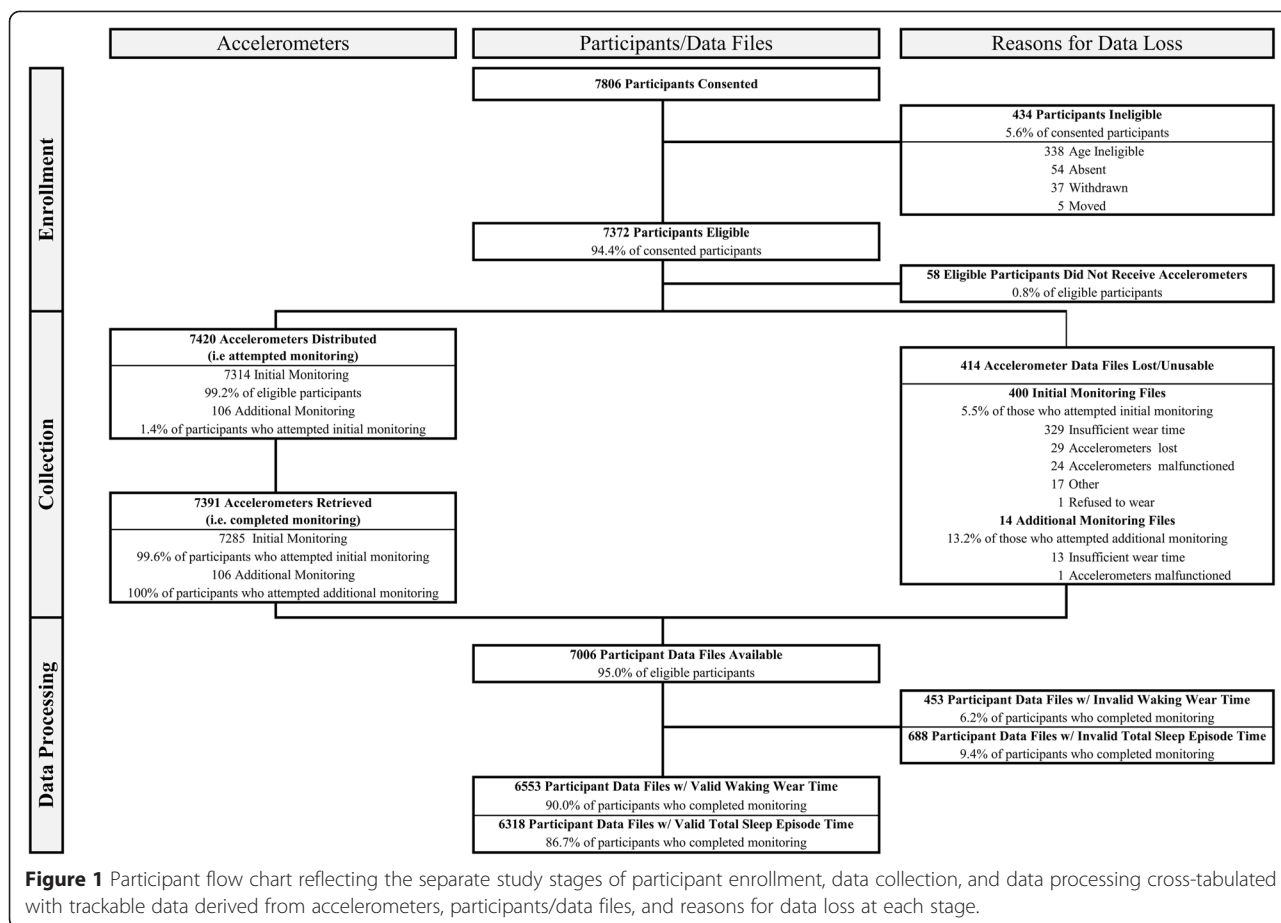 Accelerometers
Participants/Data Files
Reasons for Data Loss
Enrollment
7806 Participants Consented
434 Participants Ineligible
5.6% of consented participants
338 Age Ineligible
54 Absent
37 Withdrawn
5 Moved
7372 Participants Eligible
94.4% of consented participants
58 Eligible Participants Did Not Receive Accelerometers
0.8% of eligible participants
Collection
7420 Accelerometers Distributed
(i.e attempted monitoring)
7314 Initial Monitoring
99.2% of eligible participants
106 Additional Monitoring
1.4% of participants who attempted initial monitoring
414 Accelerometer Data Files Lost/Unusable
400 Initial Monitoring Files
5.5% of those who attempted initial monitoring
329 Insufficient wear time
29 Accelerometers lost
24 Accelerometers malfunctioned
17 Other
1 Refused to wear
14 Additional Monitoring Files
13.2% of those who attempted additional monitoring
13 Insufficient wear time
1 Accelerometers malfunctioned
7391 Accelerometers Retrieved
(i.e. completed monitoring)
7285 Initial Monitoring
99.6% of participants who attempted initial monitoring
106 Additional Monitoring
100% of participants who attempted additional monitoring
Data Processing
7006 Participant Data Files Available
95.0% of eligible participants
453 Participant Data Files w/ Invalid Waking Wear Time
6.2% of participants who completed monitoring
688 Participant Data Files w/ Invalid Total Sleep Episode Time
9.4% of participants who completed monitoring
6553 Participant Data Files w/ Valid Waking Wear Time
90.0% of participants who completed monitoring
6318 Participant Data Files w/ Valid Total Sleep Episode Time
86.7% of participants who completed monitoring
Figure 1 Participant flow chart reflecting the separate study stages of participant enrollment, data collection, and data processing cross-tabulated
with trackable data derived from accelerometers, participants/data files, and reasons for data loss at each stage.